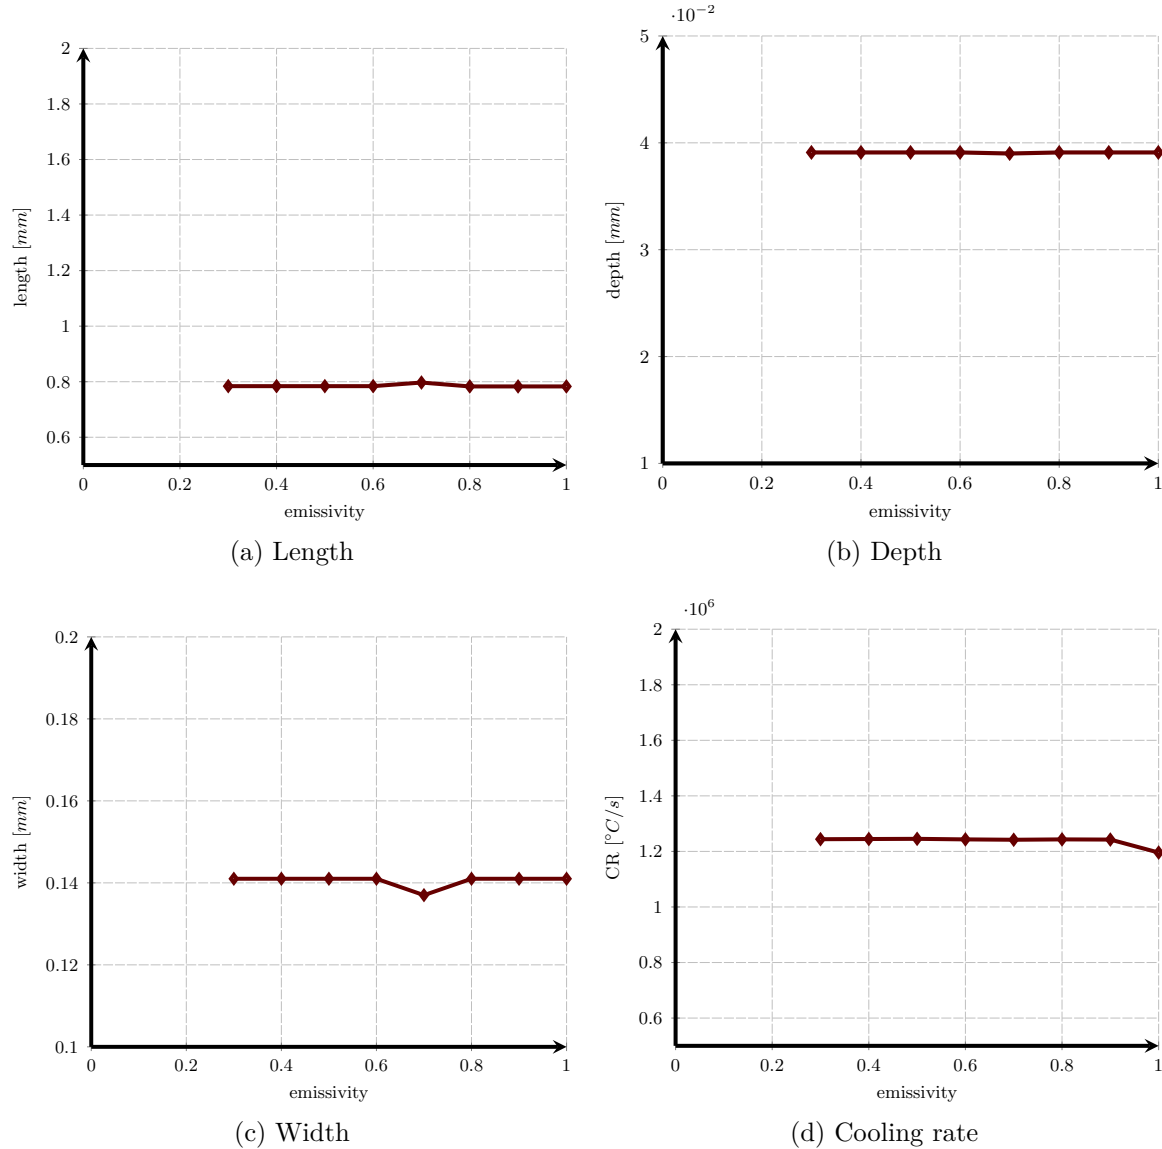 2
1.8
1.6
1.4
1.2
1
0.8
0.6
length [mm]
0 0.2 0.4 0.6 0.8 1
emissivity
(a) Length
·10⁻²
5
4
3
2
1
depth [mm]
0 0.2 0.4 0.6 0.8 1
emissivity
(b) Depth
0.2
0.18
0.16
0.14
0.12
0.1
width [mm]
0 0.2 0.4 0.6 0.8 1
emissivity
(c) Width
·10⁶
2
1.8
1.6
1.4
1.2
1
0.8
0.6
CR [°C/s]
0 0.2 0.4 0.6 0.8 1
emissivity
(d) Cooling rate